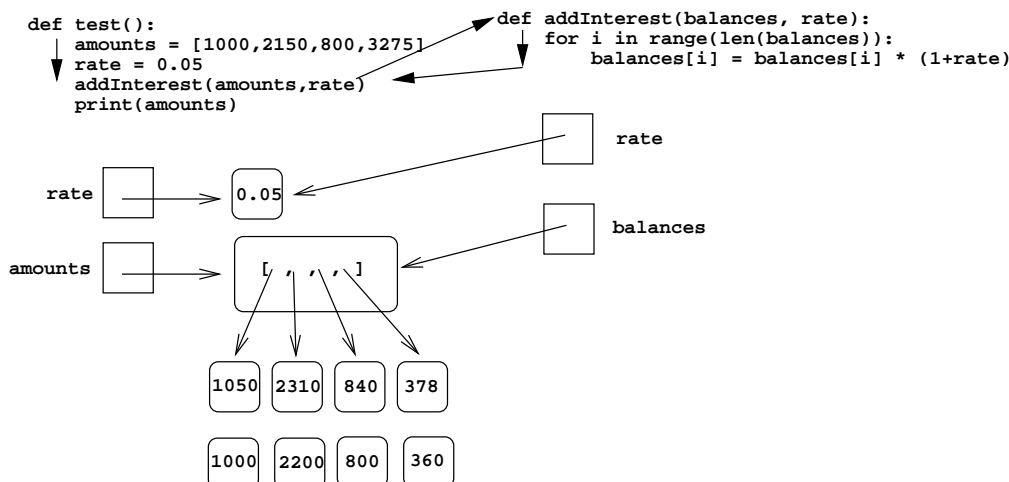 def test():
amounts = [1000,2150,800,3275]
rate = 0.05
addInterest(amounts,rate)
print(amounts)
def addInterest(balances, rate):
for i in range(len(balances)):
balances[i] = balances[i] * (1+rate)
rate
rate
0.05
balances
amounts
[ , , , ]
1050 2310 840 378
1000 2200 800 360